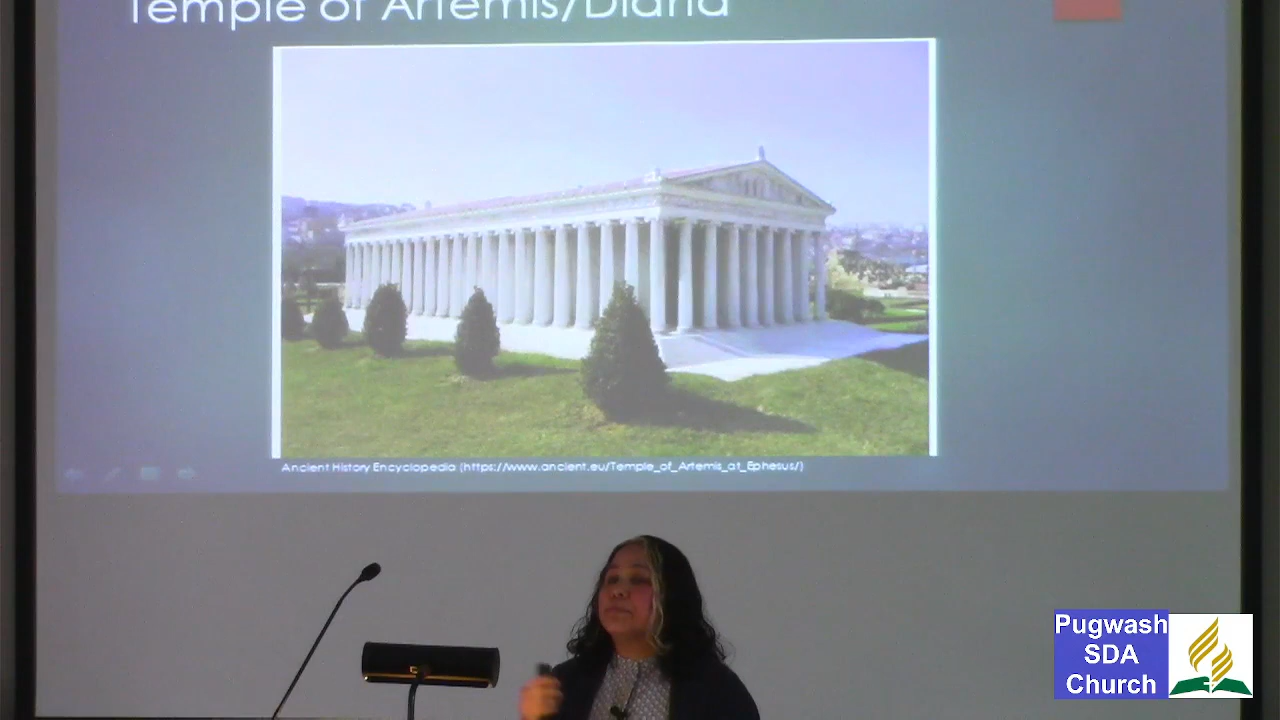 Temple of Artemis/Diana
Ancient History Encyclopedia (https://www.ancient.eu/Temple_of_Artemis_at_Ephesus/)
Pugwash
SDA
Church